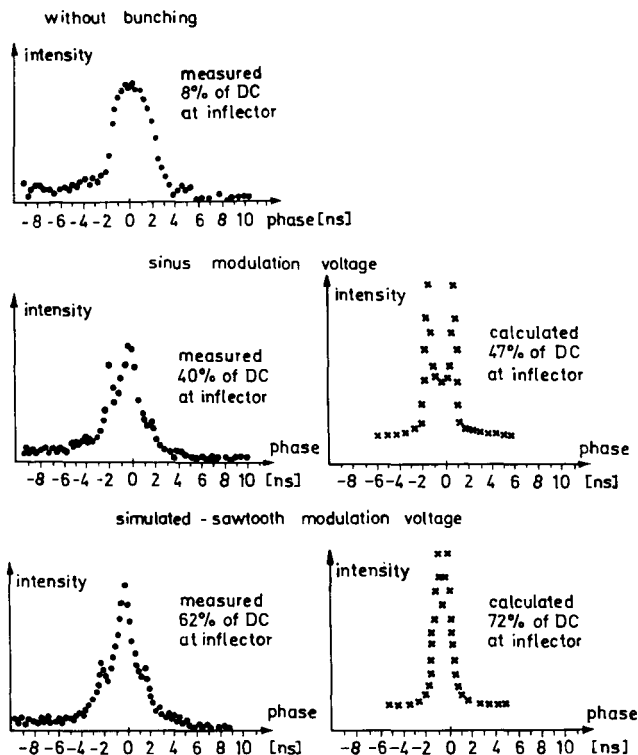 without bunching
intensity
measured
8% of DC
at inflector
-8 -6 -4 -2 0 2 4 6 8 10 phase[ns]
sinus modulation voltage
intensity
measured
40% of DC
at inflector
phase
-8 -6 -4 -2 0 2 4 6 8 10 [ns]
intensity
calculated
47% of DC
at inflector
phase
-8 -6 -4 -2 0 2 4 6 8 10 [ns]
simulated - sawtooth modulation voltage
intensity
measured
62% of DC
at inflector
phase
-8 -6 -4 -2 0 2 4 6 8 10 [ns]
intensity
calculated
72% of DC
at inflector
phase
-8 -6 -4 -2 0 2 4 6 8 10 [ns]